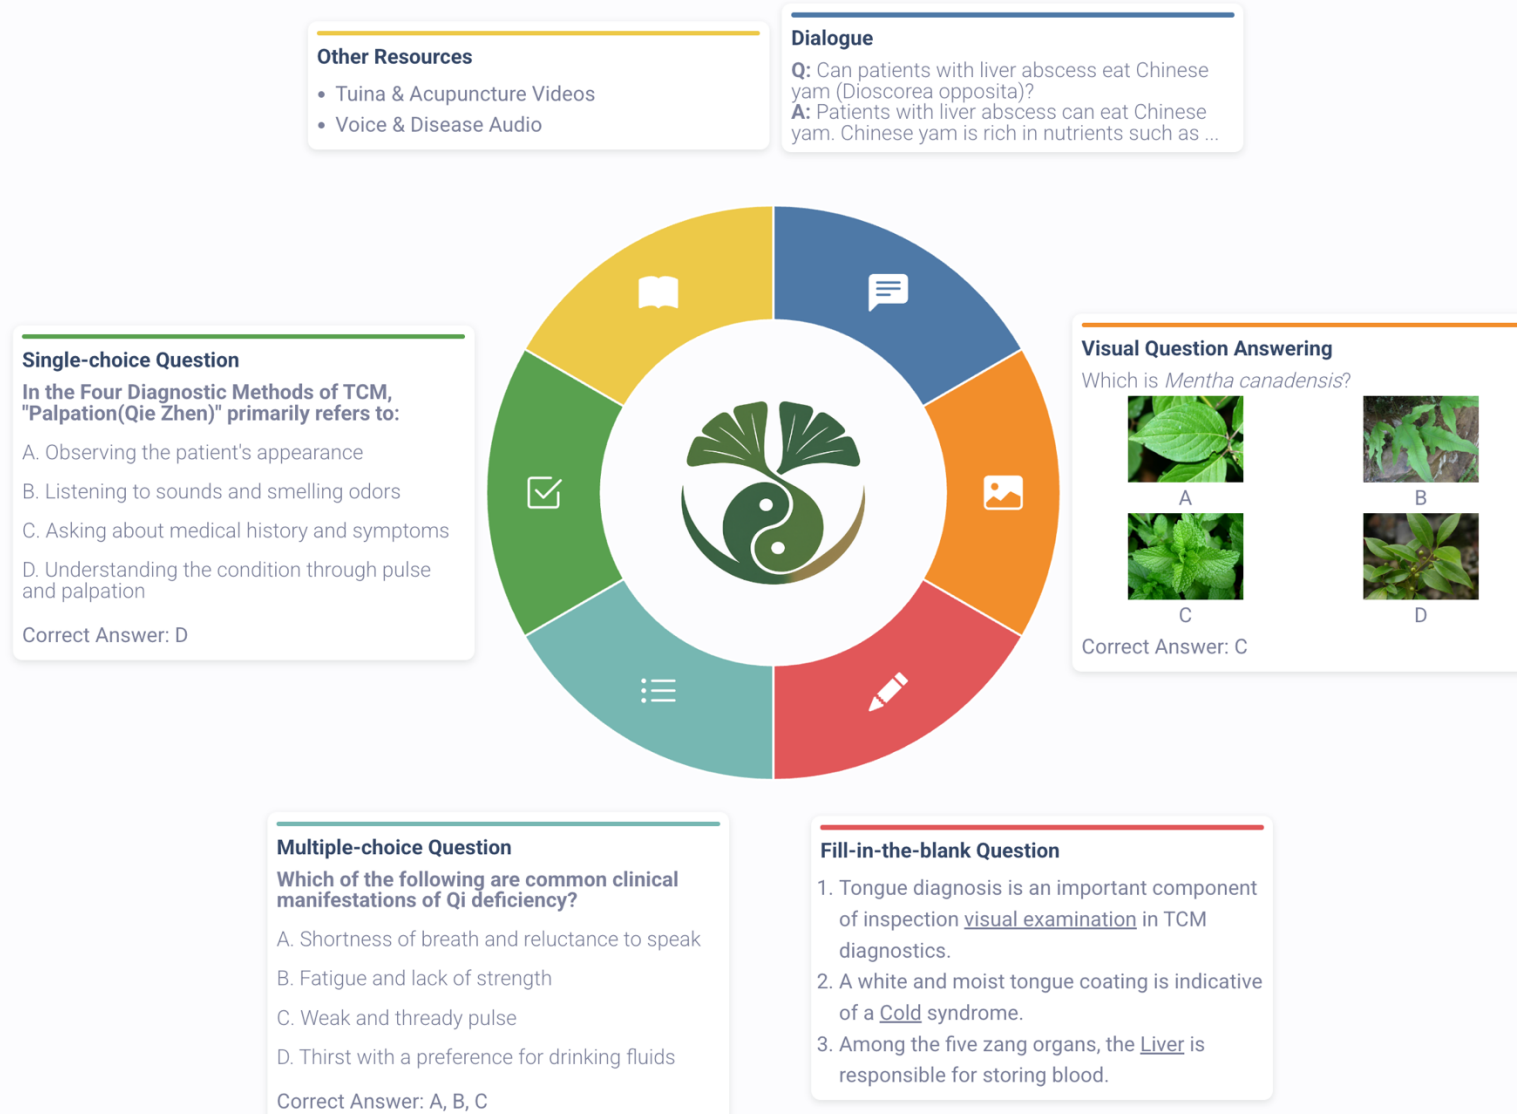 Other Resources
• Tuina & Acupuncture Videos
• Voice & Disease Audio
Dialogue
Q: Can patients with liver abscess eat Chinese
yam (Dioscorea opposita)?
A: Patients with liver abscess can eat Chinese
yam. Chinese yam is rich in nutrients such as ...
Single-choice Question
In the Four Diagnostic Methods of TCM,
"Palpation(Qie Zhen)" primarily refers to:
A. Observing the patient's appearance
B. Listening to sounds and smelling odors
C. Asking about medical history and symptoms
D. Understanding the condition through pulse
and palpation
Correct Answer: D
Visual Question Answering
Which is Mentha canadensis?
A
B
C
D
Correct Answer: C
Multiple-choice Question
Which of the following are common clinical
manifestations of Qi deficiency?
A. Shortness of breath and reluctance to speak
B. Fatigue and lack of strength
C. Weak and thready pulse
D. Thirst with a preference for drinking fluids
Correct Answer: A, B, C
Fill-in-the-blank Question
1. Tongue diagnosis is an important component
of inspection visual examination in TCM
diagnostics.
2. A white and moist tongue coating is indicative
of a Cold syndrome.
3. Among the five zang organs, the Liver is
responsible for storing blood.